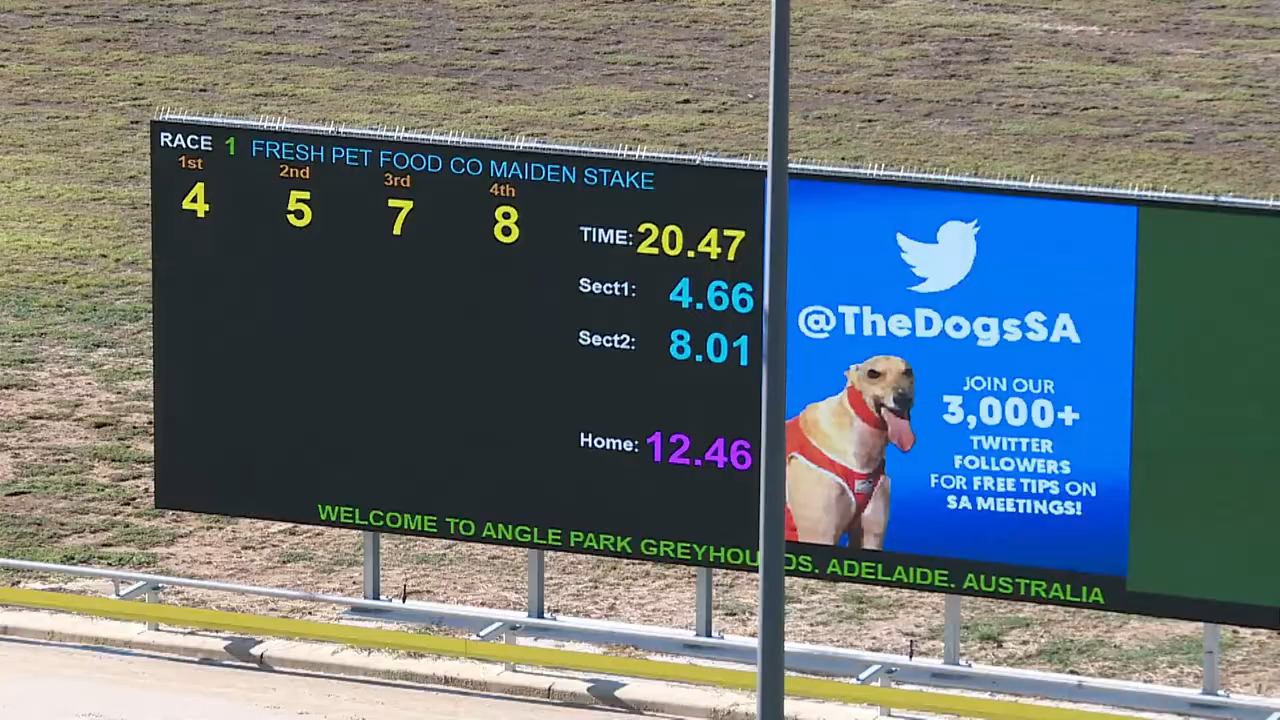 RACE 1 FRESH PET FOOD CO MAIDEN STAKE
1st 2nd 3rd 4th
4 5 7 8
TIME: 20.47
Sect1: 4.66
Sect2: 8.01
Home: 12.46
@TheDogsSA
JOIN OUR
3,000+
TWITTER
FOLLOWERS
FOR FREE TIPS ON
SA MEETINGS!
WELCOME TO ANGLE PARK GREYHOUNDS. ADELAIDE. AUSTRALIA